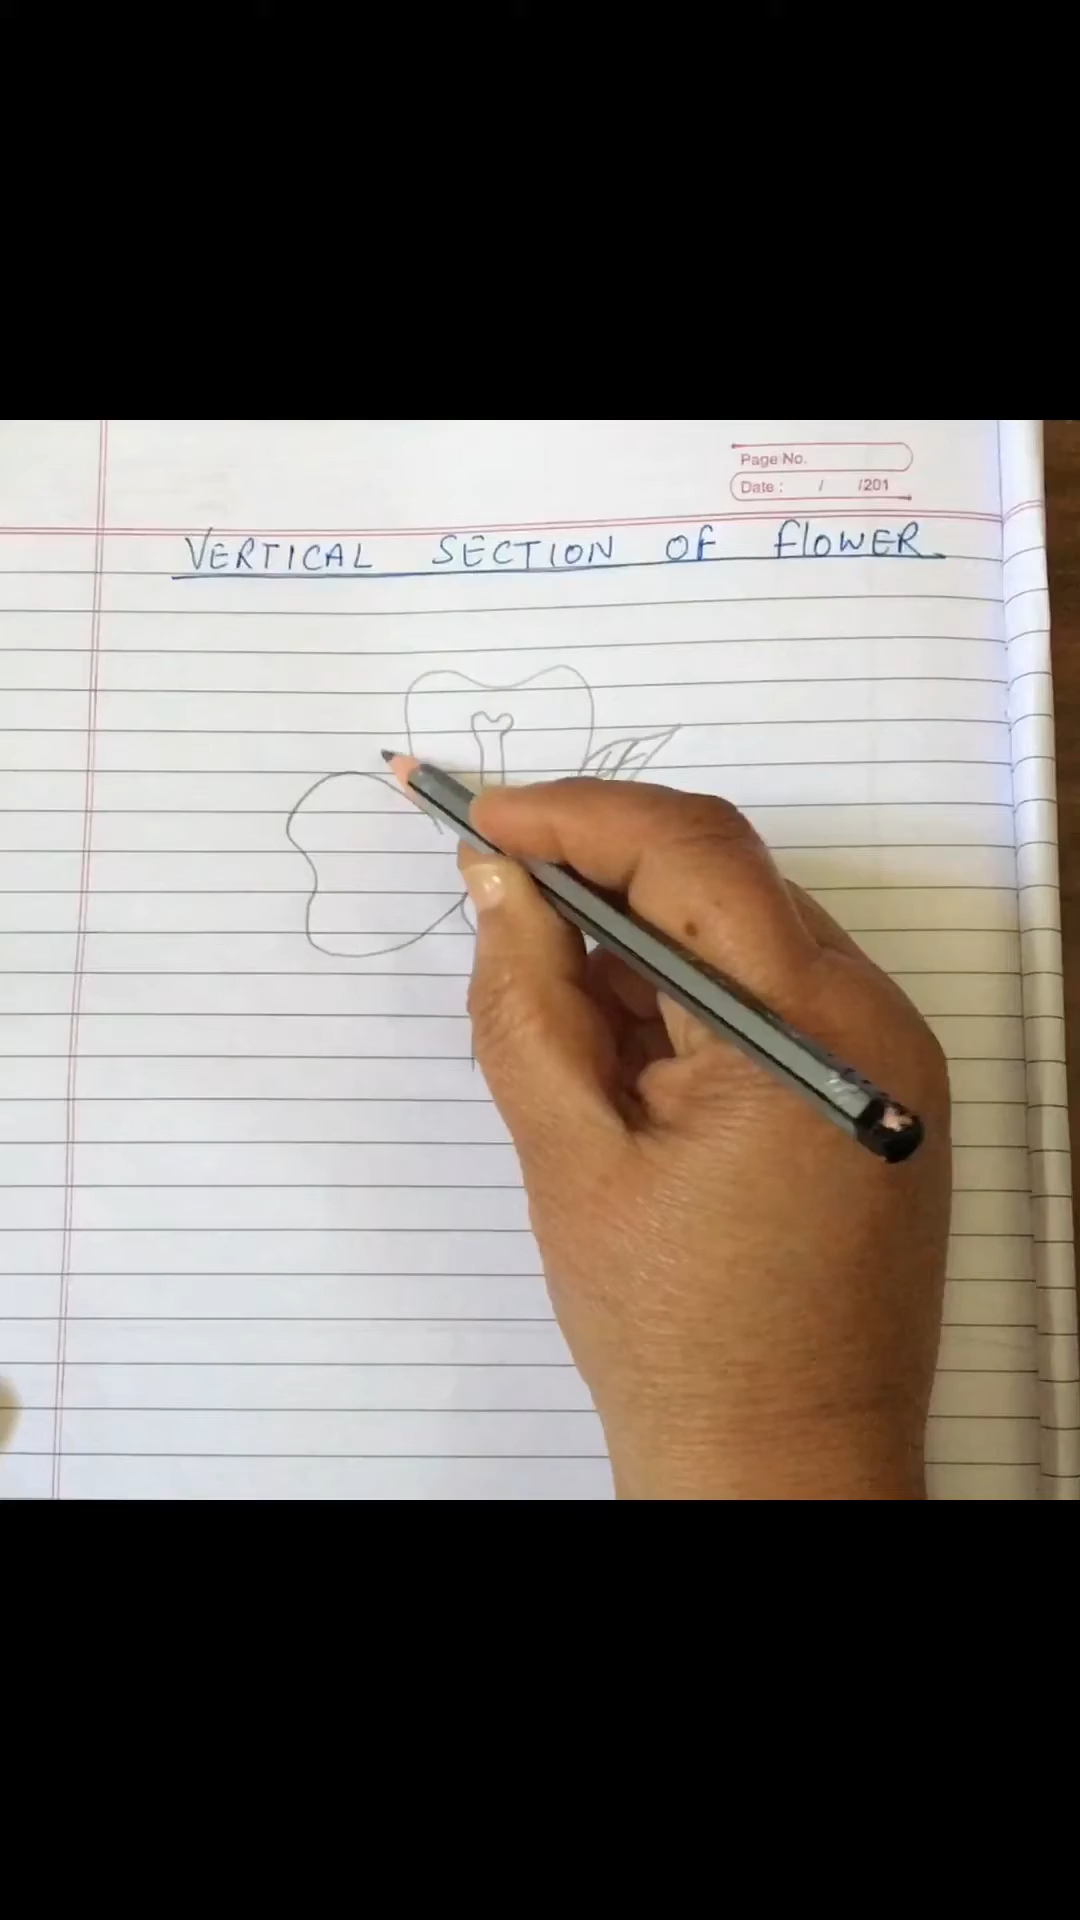 Page No.
Date : / /201
VERTICAL SECTION OF flOWER